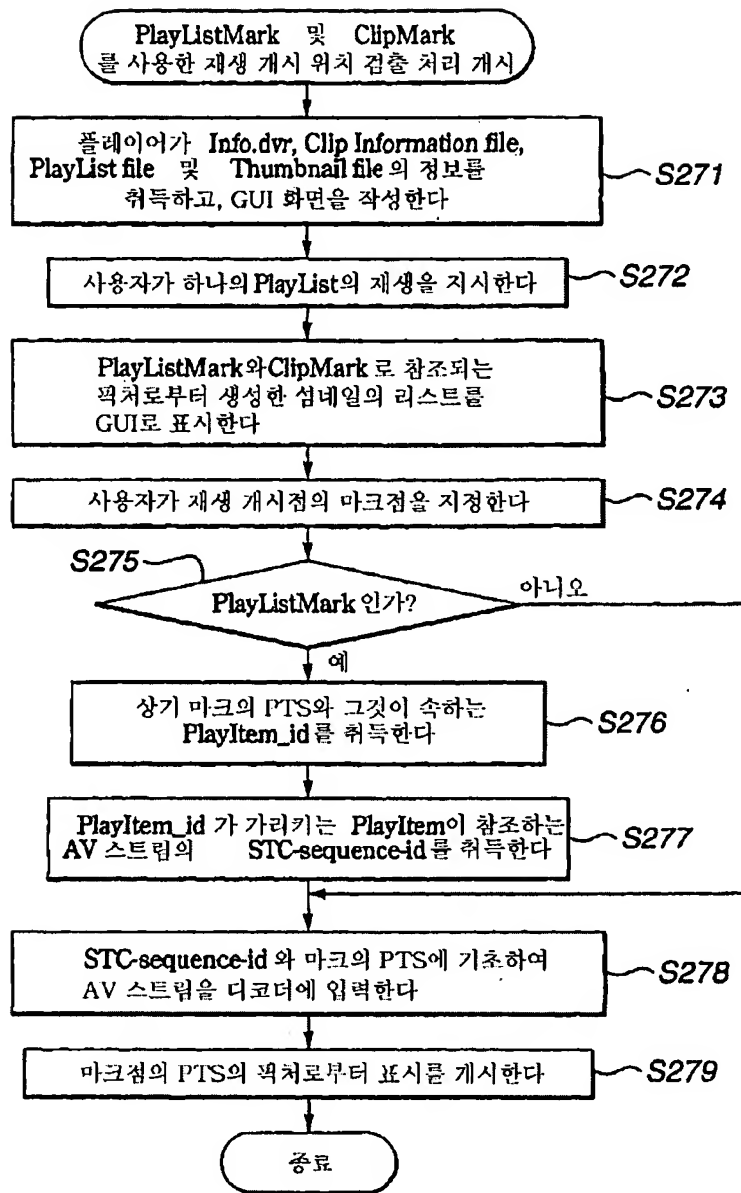 PlayListMark 및 ClipMark
를 사용한 재생 개시 위치 검출 처리 개시
플레이어가 Info.dvr, Clip Information file,
PlayList file 및 Thumbnail file 의 정보를
취득하고, GUI 화면을 작성한다
S271
사용자가 하나의 PlayList의 재생을 지시한다
S272
PlayListMark와 ClipMark 로 참조되는
픽처로부터 생성한 섬네일의 리스트를
GUI로 표시한다
S273
사용자가 재생 개시점의 마크점을 지정한다
S274
S275
PlayListMark 인가?
아니오
예
상기 마크의 PTS와 그것이 속하는
PlayItem_id 를 취득한다
S276
PlayItem_id 가 가리키는 PlayItem이 참조하는
AV 스트림의 STC-sequence-id 를 취득한다
S277
STC-sequence-id 와 마크의 PTS에 기초하여
AV 스트림을 디코더에 입력한다
S278
마크점의 PTS의 픽처로부터 표시를 개시한다
S279
종료